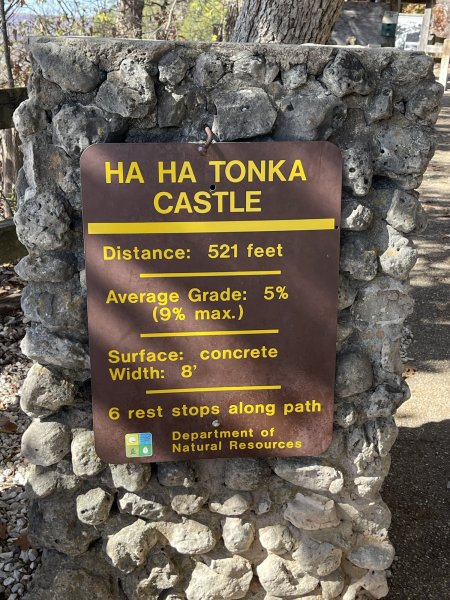 HA HA TONKA
CASTLE
Distance: 521 feet
Average Grade: 5%
(9% max.)
Surface: concrete
Width: 8'
6 rest stops along path
Department of
Natural Resources